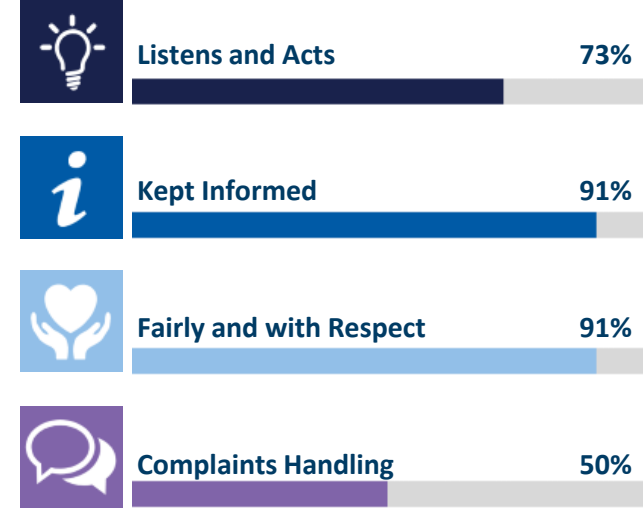 Listens and Acts 73%
Kept Informed 91%
Fairly and with Respect 91%
Complaints Handling 50%